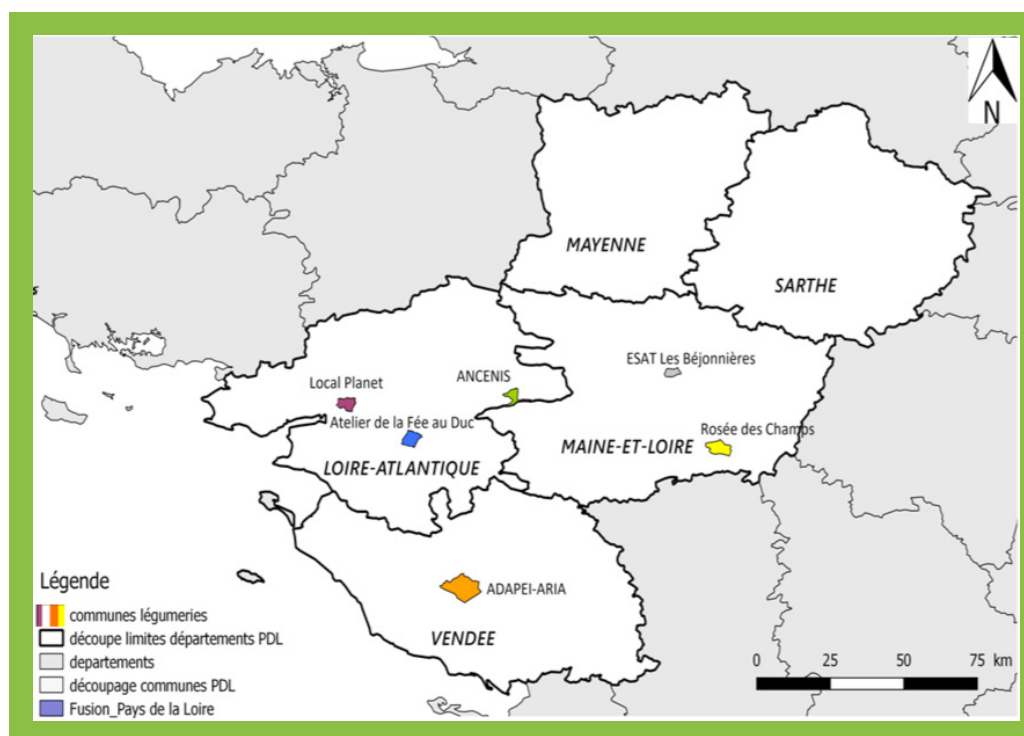 N
MAYENNE
SARTHE
ESAT Les Béjonnières
Local Planet
ANCENIS
Atelier de la Fée au Duc
Rosée des Champs
MAINE-ET-LOIRE
LOIRE-ATLANTIQUE
ADAPEI-ARIA
VENDEE
Légende
communes légumeries
découpe limites départements PDL
departements
découpage communes PDL
Fusion_Pays de la Loire
0 25 50 75 km